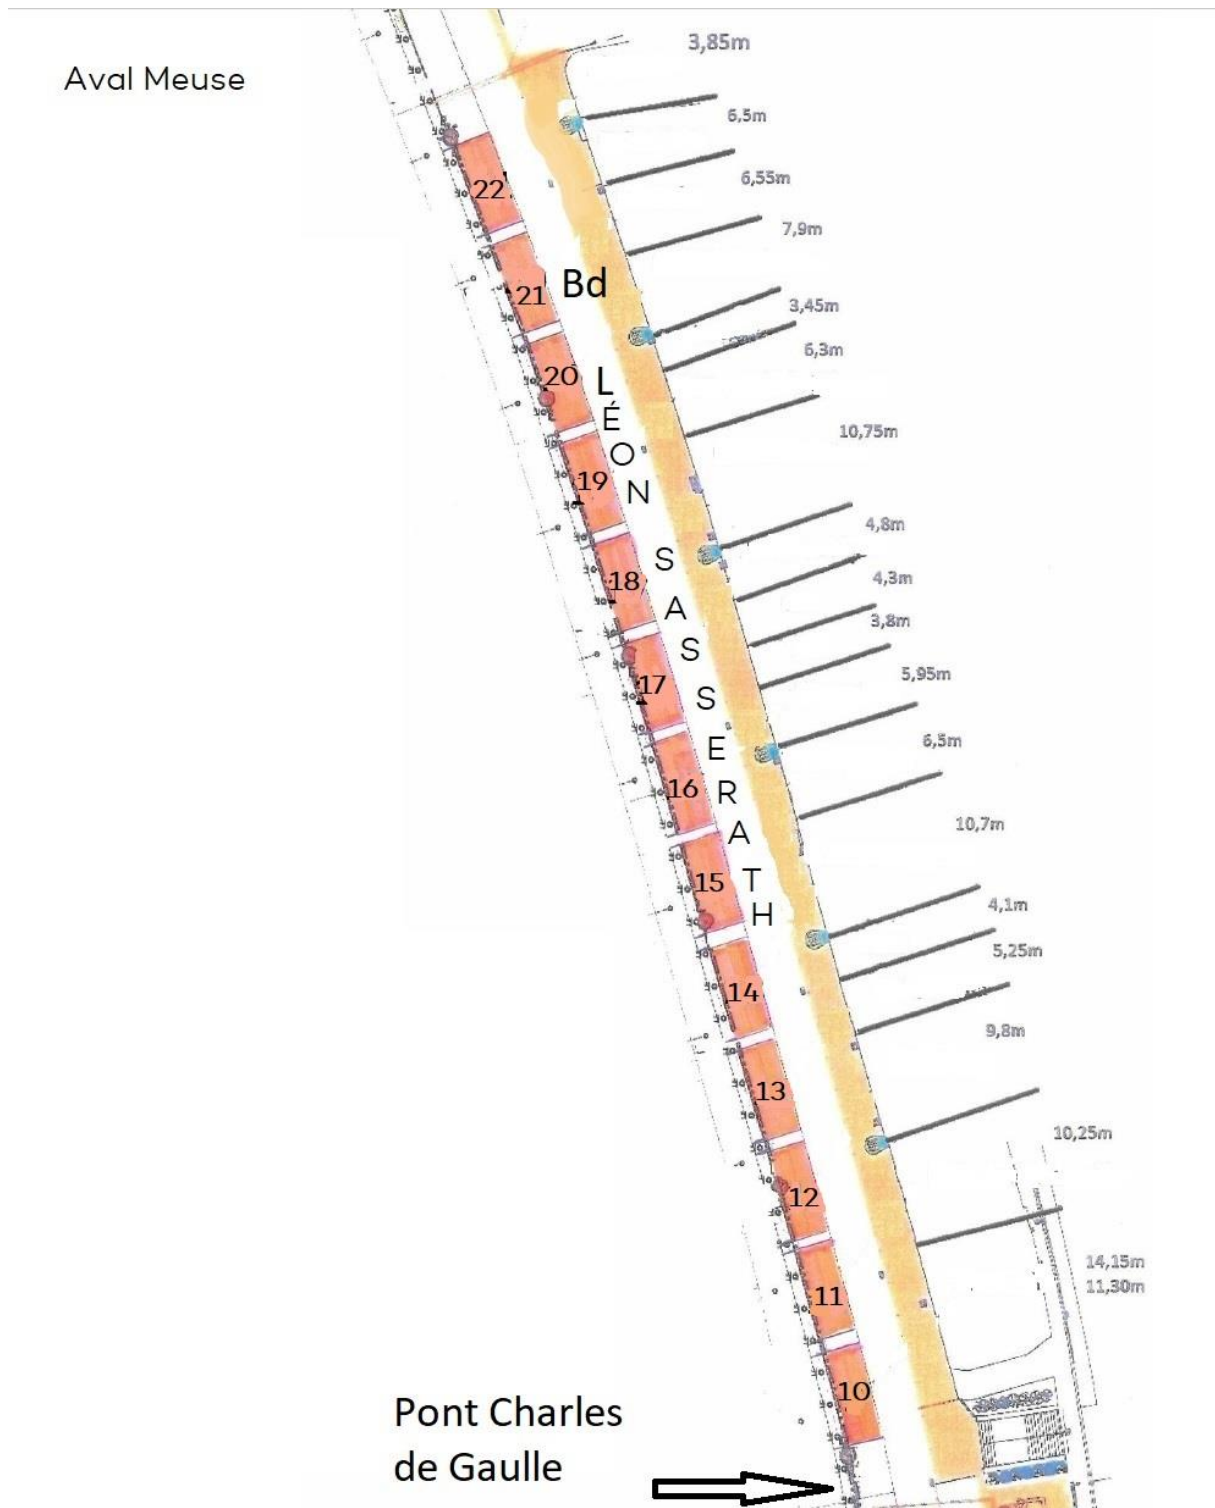 3,85m
Aval Meuse
6,5m
6,55m
22
7,9m
21
Bd
3,45m
6,3m
20
LÉON
10,75m
19
4,8m
SASSERATH
18
4,3m
3,8m
17
5,95m
6,5m
16
10,7m
15
4,1m
5,25m
14
9,8m
13
10,25m
12
14,15m
11,30m
11
10
Pont Charles
de Gaulle